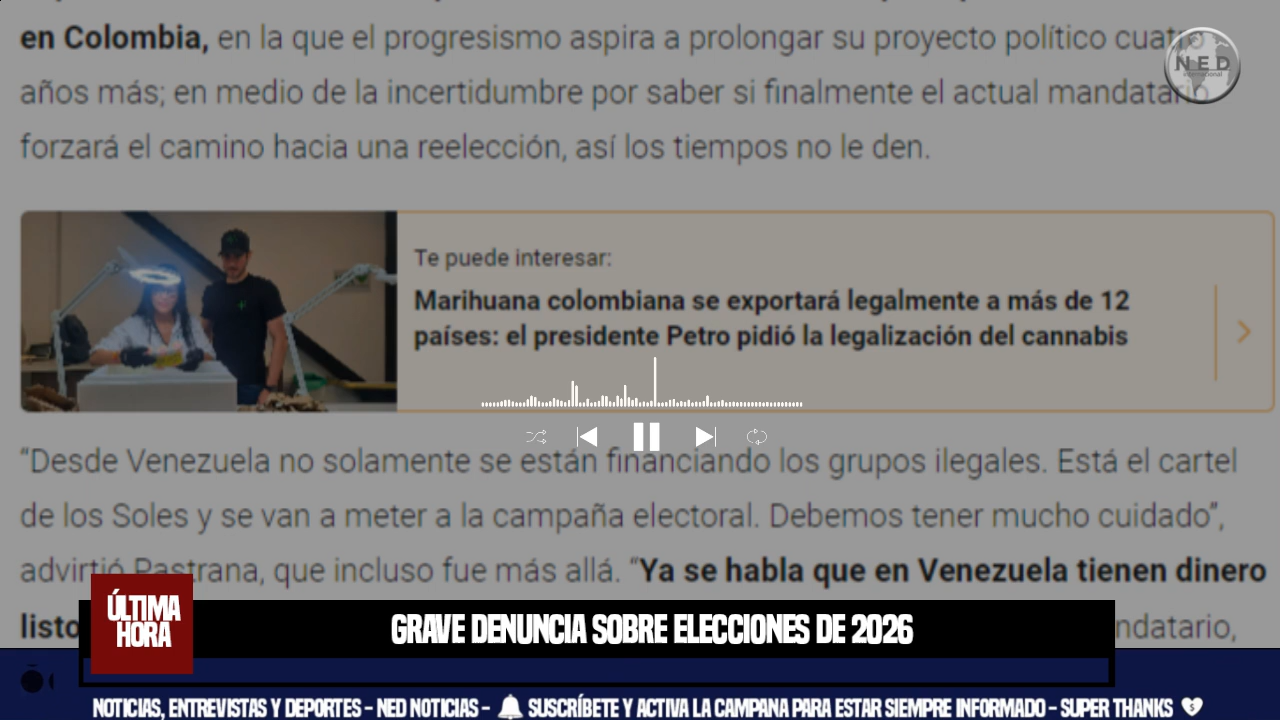 en Colombia, en la que el progresismo aspira a prolongar su proyecto político cuatro
años más; en medio de la incertidumbre por saber si finalmente el actual mandatario
forzará el camino hacia una reelección, así los tiempos no le den.
NED
internacional
Te puede interesar:
Marihuana colombiana se exportará legalmente a más de 12
países: el presidente Petro pidió la legalización del cannabis
“Desde Venezuela no solamente se están financiando los grupos ilegales. Está el cartel
de los Soles y se van a meter a la campaña electoral. Debemos tener mucho cuidado”,
advirtió Pastrana, que incluso fue más allá. “Ya se habla que en Venezuela tienen dinero
listo
ndatario,
ÚLTIMA
HORA
GRAVE DENUNCIA SOBRE ELECCIONES DE 2026
NOTICIAS, ENTREVISTAS Y DEPORTES - NED NOTICIAS - 🔔 SUSCRÍBETE Y ACTIVA LA CAMPANA PARA ESTAR SIEMPRE INFORMADO - SUPER THANKS